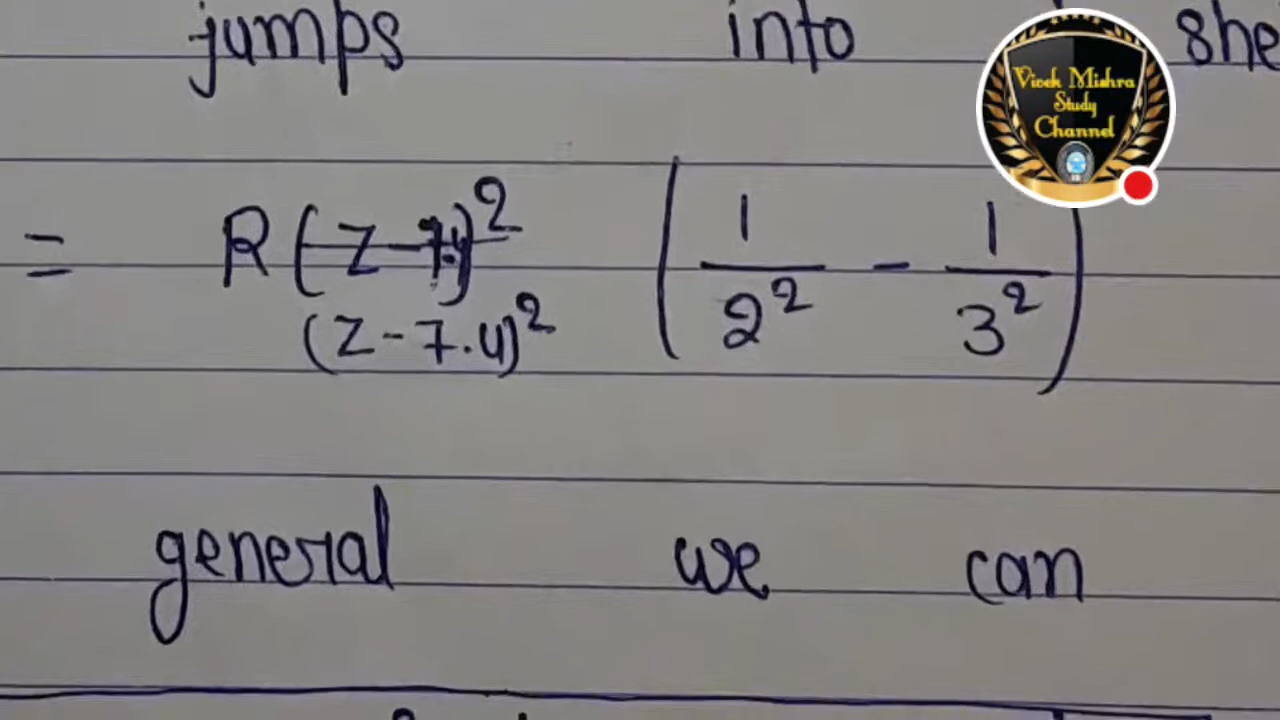 jumps into she
Vivek Mishra
Study
Channel
= R (Z-7.4)² (1/2² - 1/3²)
(Z-7.4)²
general we can